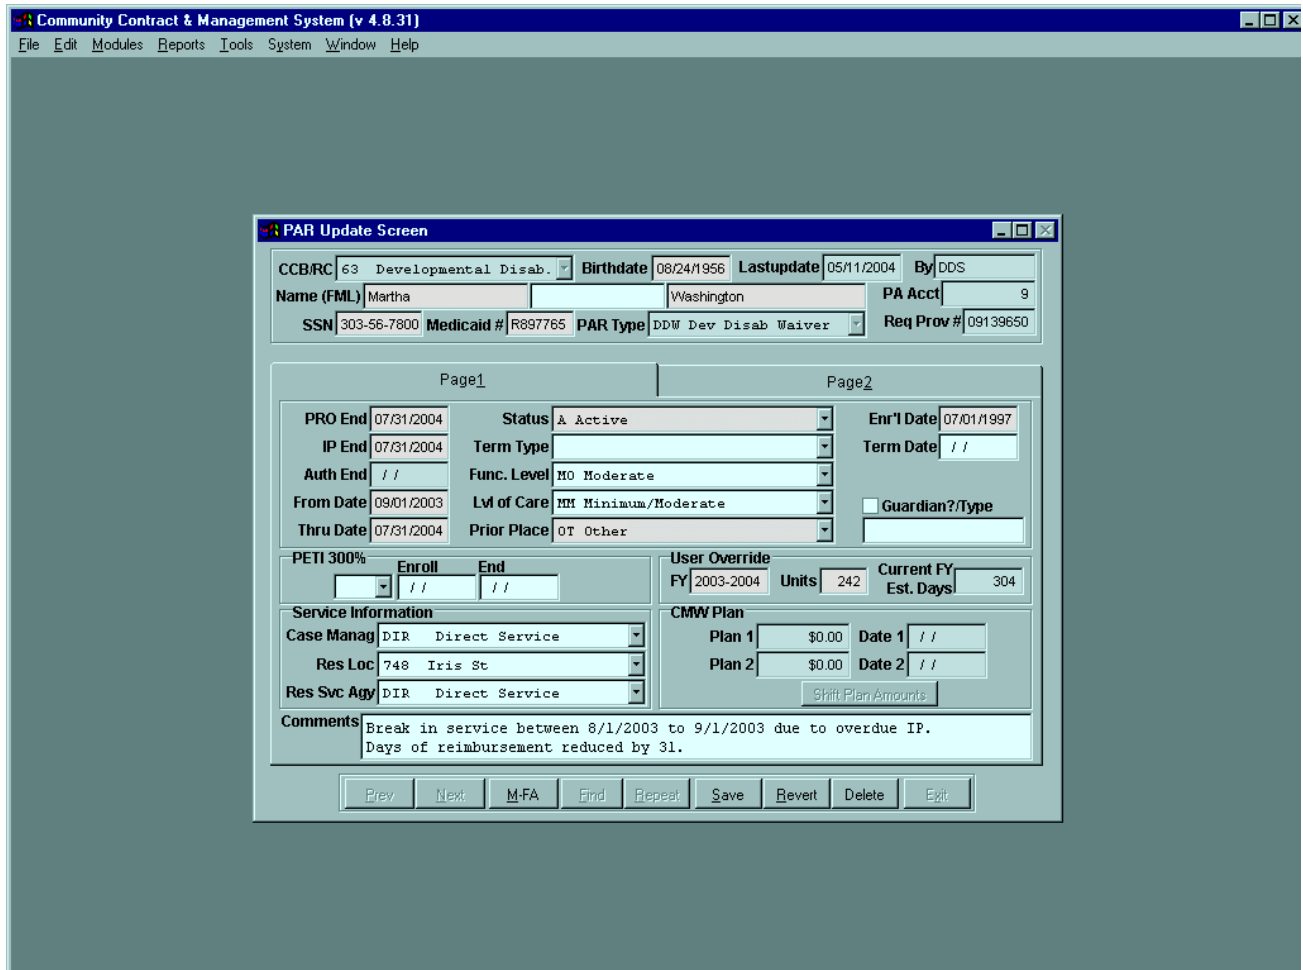 Community Contract & Management System (v 4.8.31)
File Edit Modules Reports Tools System Window Help
PAR Update Screen
CCB/RC 63 Developmental Disab. Birthdate 08/24/1956 Lastupdate 05/11/2004 By DDS
Name (FML) Martha Washington PA Acct 9
SSN 303-56-7800 Medicaid # R897765 PAR Type DDW Dev Disab Waiver Req Prov # 09139650
Page1 Page2
PRO End 07/31/2004 Status A Active Enr'l Date 07/01/1997
IP End 07/31/2004 Term Type Term Date / /
Auth End / / Func. Level MO Moderate
From Date 09/01/2003 Lvl of Care MM Minimum/Moderate Guardian?/Type
Thru Date 07/31/2004 Prior Place OT Other
PETI 300% Enroll End User Override
/ / / / FY 2003-2004 Units 242 Current FY Est. Days 304
Service Information CMW Plan
Case Manag DIR Direct Service Plan 1 $0.00 Date 1 / /
Res Loc 748 Iris St Plan 2 $0.00 Date 2 / /
Res Svc Agy DIR Direct Service Shift Plan Amounts
Comments Break in service between 8/1/2003 to 9/1/2003 due to overdue IP.
Days of reimbursement reduced by 31.
Prev Next M-FA Find Repeat Save Revert Delete Exit